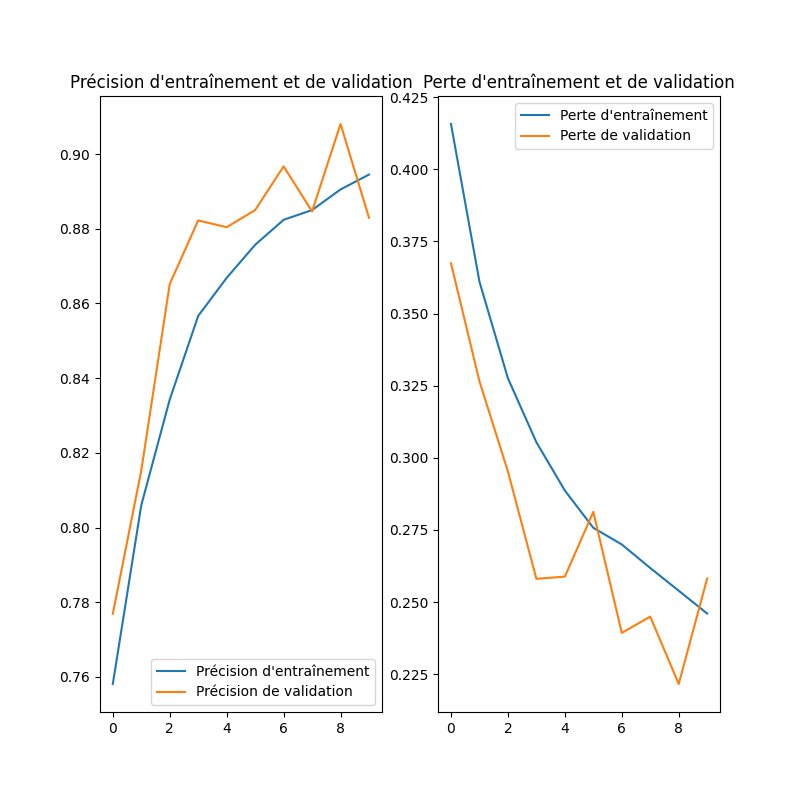 Précision d'entraînement et de validation
0.90
0.88
0.86
0.84
0.82
0.80
0.78
0.76
0 2 4 6 8
Précision d'entraînement
Précision de validation
Perte d'entraînement et de validation
0.425
0.400
0.375
0.350
0.325
0.300
0.275
0.250
0.225
0 2 4 6 8
Perte d'entraînement
Perte de validation